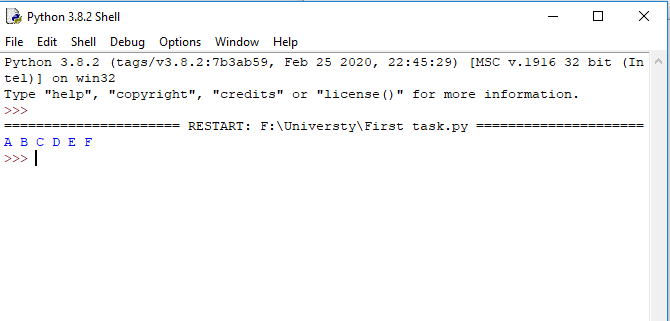 Python 3.8.2 Shell
File Edit Shell Debug Options Window Help
Python 3.8.2 (tags/v3.8.2:7b3ab59, Feb 25 2020, 22:45:29) [MSC v.1916 32 bit (In
tel)] on win32
Type "help", "copyright", "credits" or "license()" for more information.
>>>
====================== RESTART: F:\Universty\First task.py =====================
A B C D E F
>>>